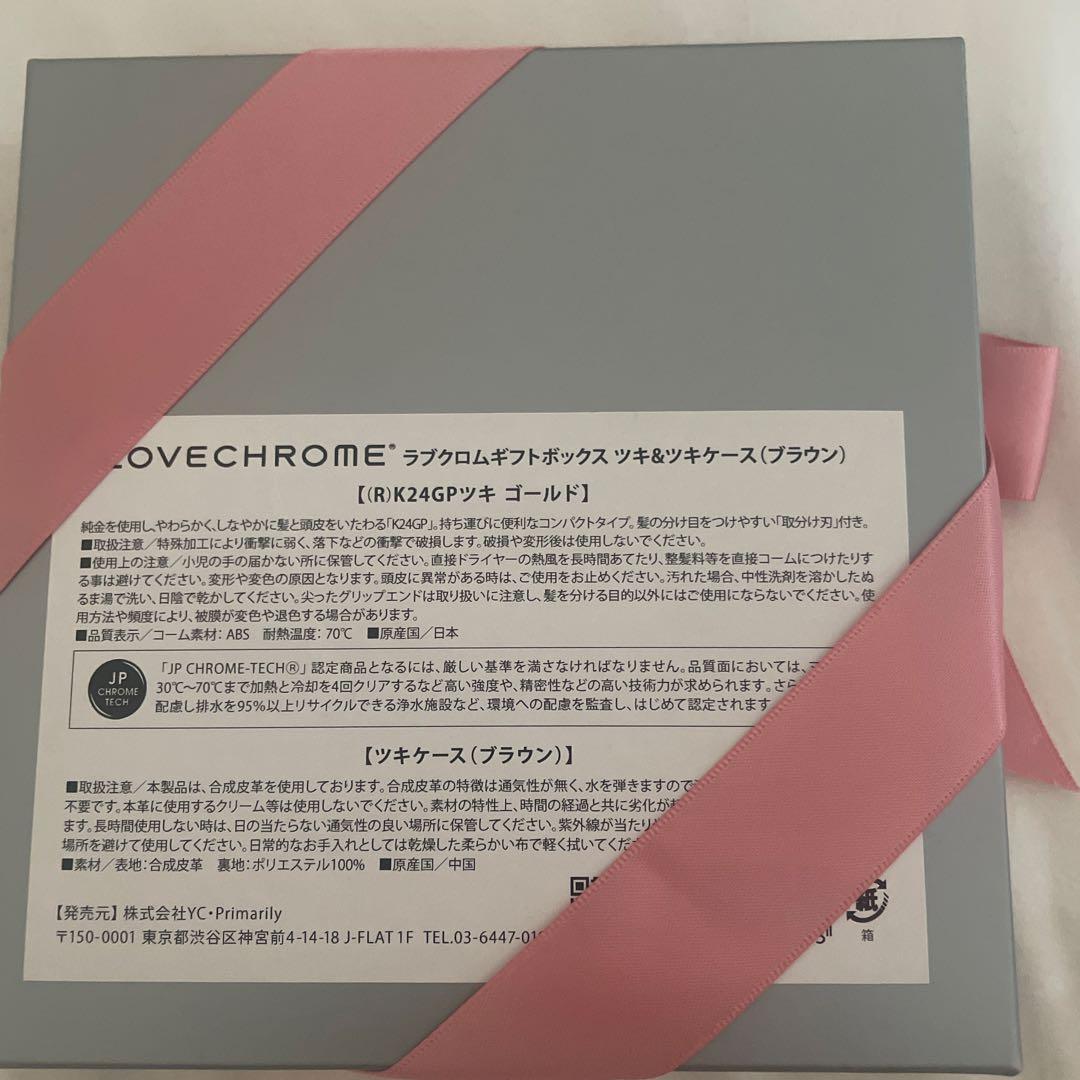 LOVECHROME® ラブクロムギフトボックス ツキ&ツキケース(ブラウン)
【(R)K24GPツキ ゴールド】
純金を使用し、やわらかく、しなやかに髪と頭皮をいたわる「K24GP」。持ち運びに便利なコンパクトタイプ。髪の分け目をつけやすい「取分け刃」付き。
■取扱注意/特殊加工により衝撃に弱く、落下などの衝撃で破損します。破損や変形後は使用しないでください。
■使用上の注意/小児の手の届かない所に保管してください。直接ドライヤーの熱風を長時間あてたり、整髪料等を直接コームにつけたりす
る事は避けてください。変形や変色の原因となります。頭皮に異常がある時は、ご使用をお止めください。汚れた場合、中性洗剤を溶かしたぬ
るま湯で洗い、日陰で乾かしてください。尖ったグリップエンドは取り扱いに注意し、髪を分ける目的以外にはご使用にならないでください。使
用方法や頻度により、被膜が変色や退色する場合があります。
■品質表示/コーム素材:ABS 耐熱温度:70℃ ■原産国/日本
JP
CHROME
TECH
「JP CHROME-TECH®」認定商品となるには、厳しい基準を満さなければなりません。品質面においては、
30℃〜70℃まで加熱と冷却を4回クリアするなど高い強度や、精密性などの高い技術力が求められます。さら
配慮し排水を95%以上リサイクルできる浄水施設など、環境への配慮を監査し、はじめて認定されます
【ツキケース(ブラウン)】
■取扱注意/本製品は、合成皮革を使用しております。合成皮革の特徴は通気性が無く、水を弾きますので
不要です。本革に使用するクリーム等は使用しないでください。素材の特性上、時間の経過と共に劣化が
ます。長時間使用しない時は、日の当たらない通気性の良い場所に保管してください。紫外線が当たり
場所を避けて使用してください。日常的なお手入れとしては乾燥した柔らかい布で軽く拭いてくだ
■素材/表地:合成皮革 裏地:ポリエステル100% ■原産国/中国
【発売元】株式会社YC・Primarily
〒150-0001 東京都渋谷区神宮前4-14-18 J-FLAT 1F TEL.03-6447-01
紙
箱